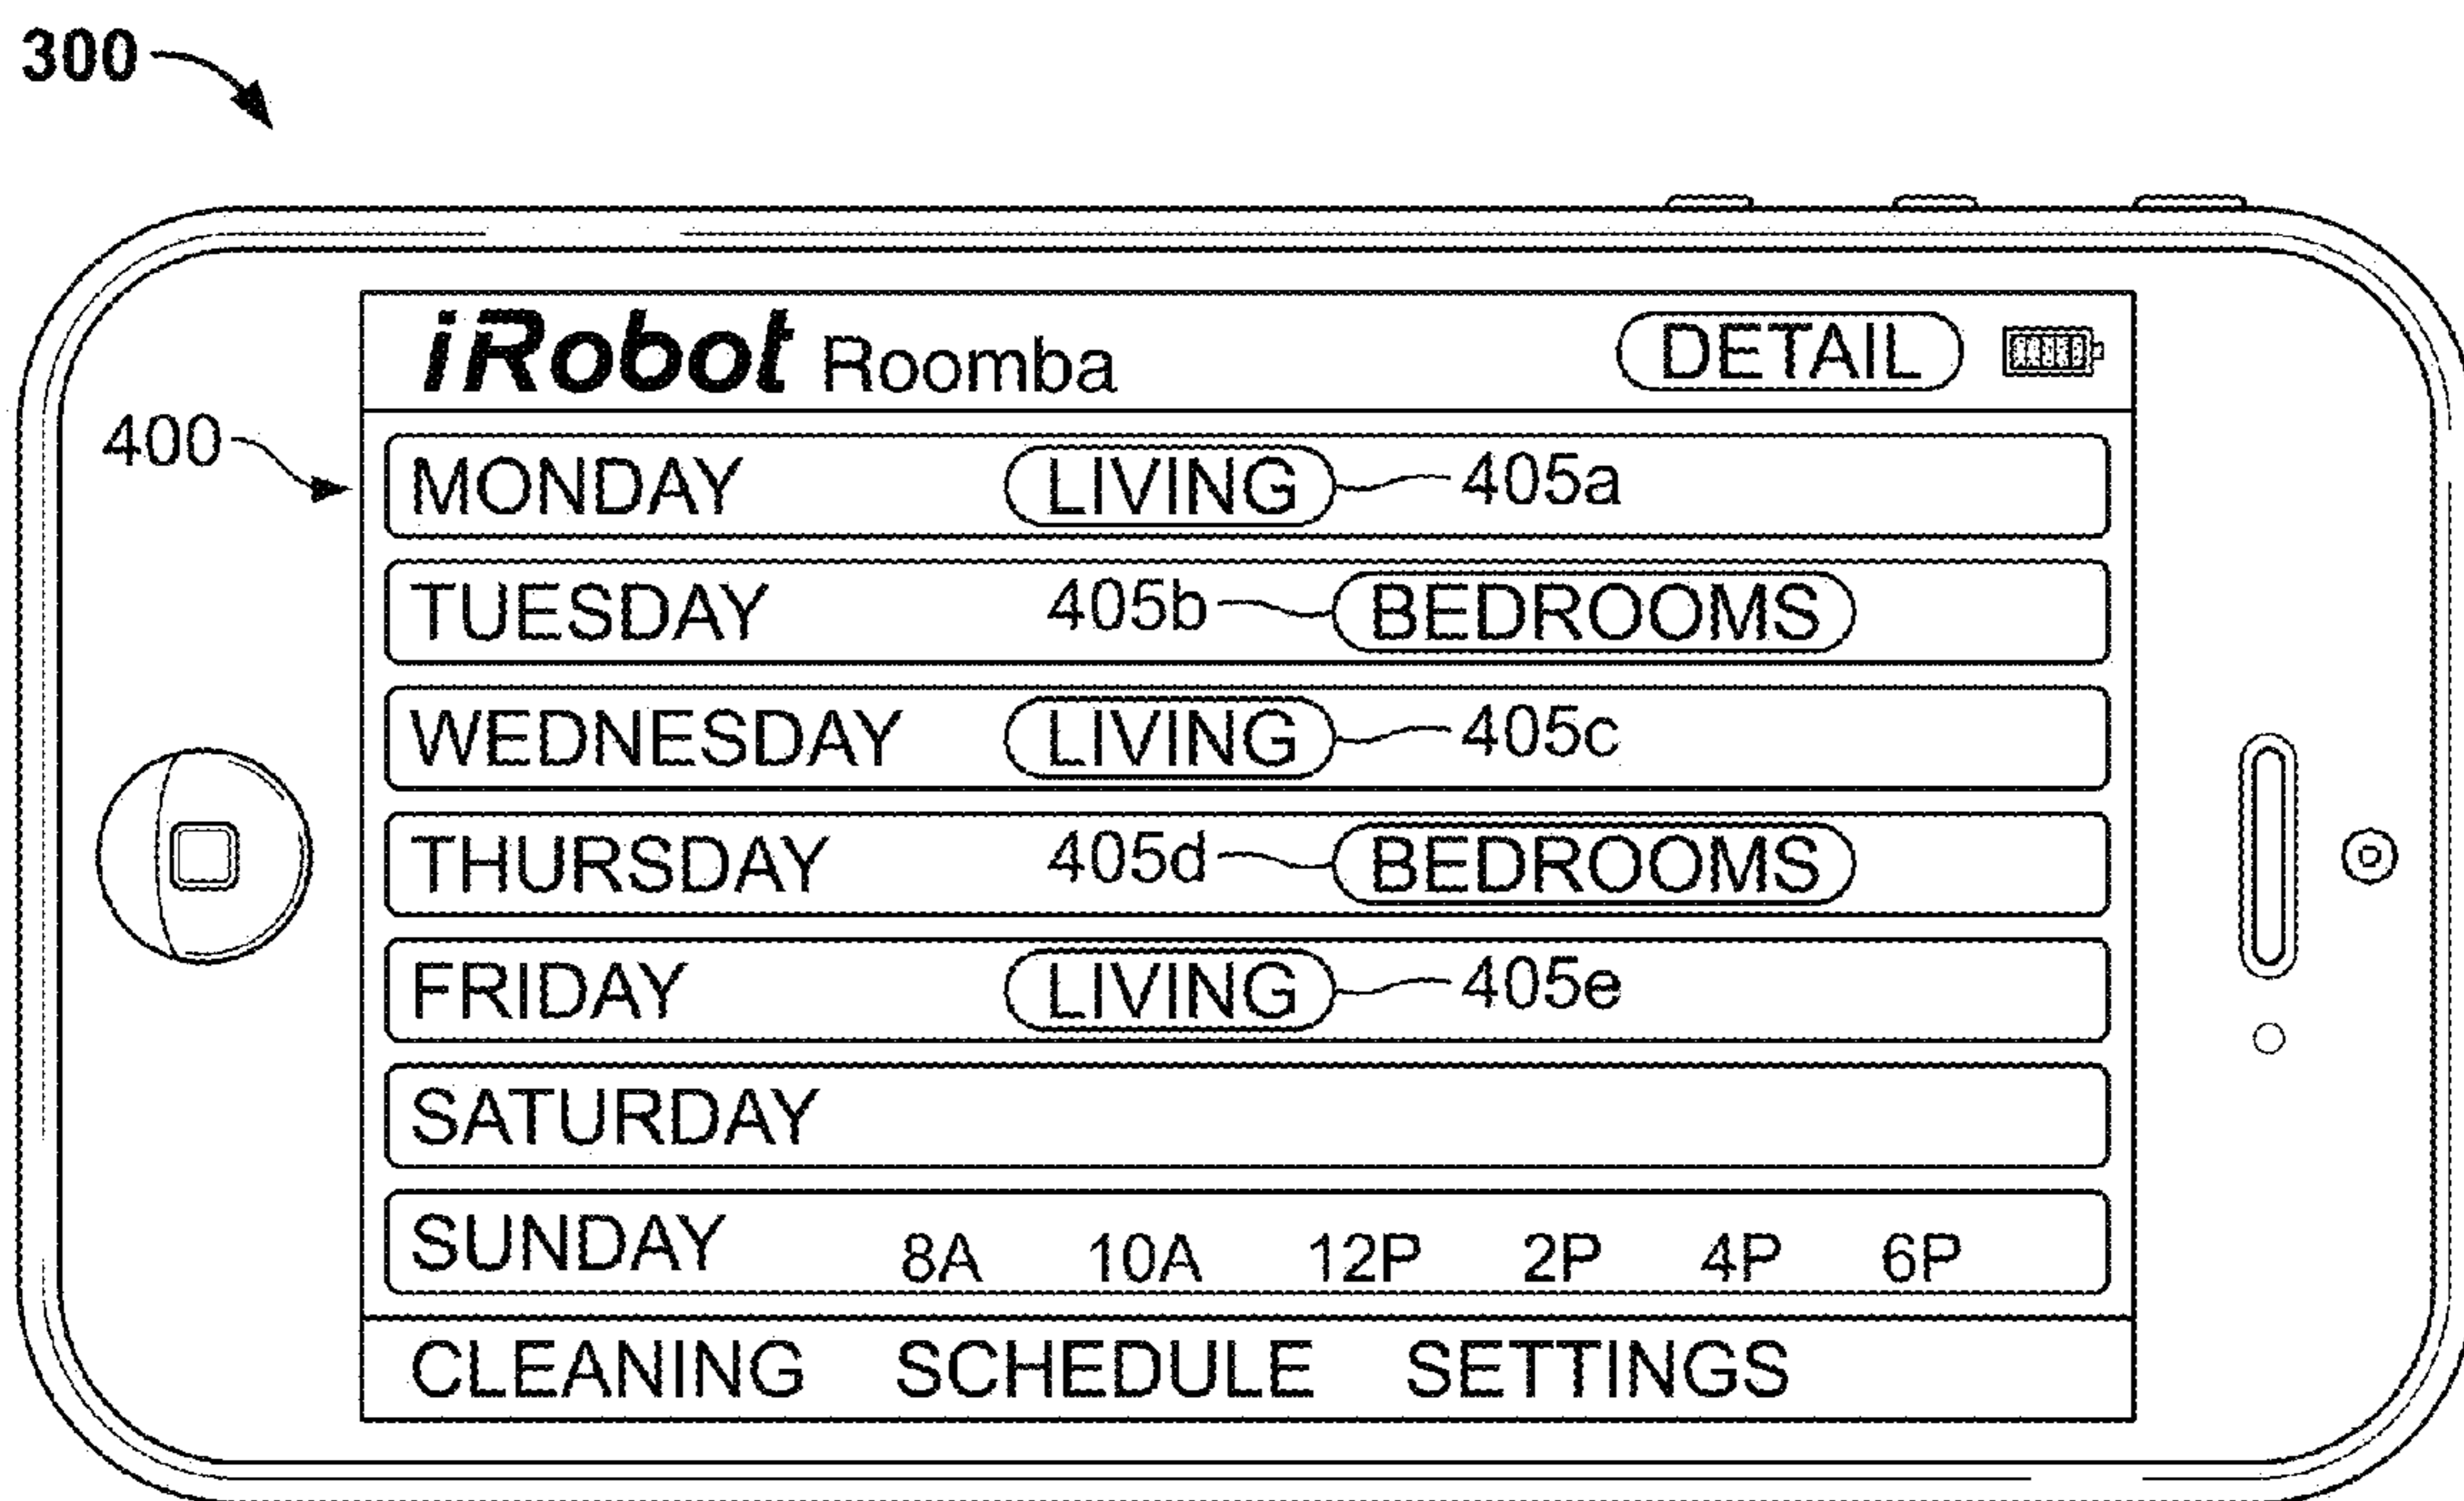 300
iRobot Roomba DETAIL
400
MONDAY LIVING 405a
TUESDAY 405b BEDROOMS
WEDNESDAY LIVING 405c
THURSDAY 405d BEDROOMS
FRIDAY LIVING 405e
SATURDAY
SUNDAY 8A 10A 12P 2P 4P 6P
CLEANING SCHEDULE SETTINGS